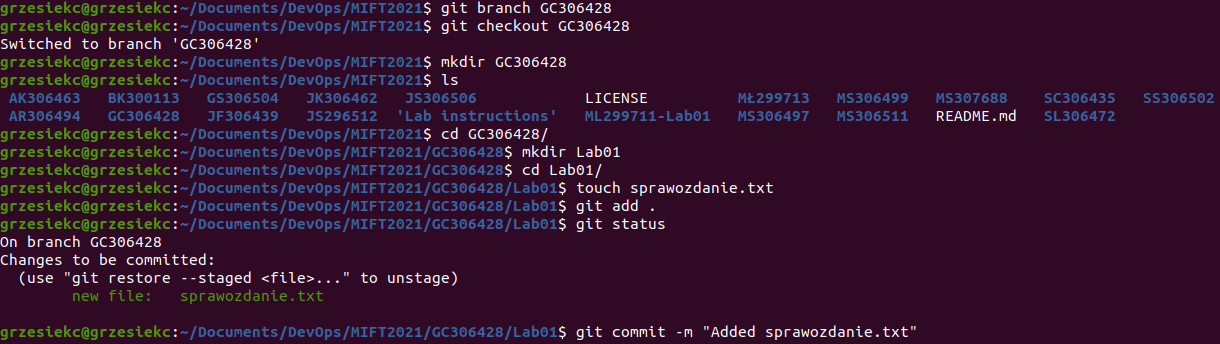 grzesiekc@grzesiekc:~/Documents/DevOps/MIFT2021$ git branch GC306428
grzesiekc@grzesiekc:~/Documents/DevOps/MIFT2021$ git checkout GC306428
Switched to branch 'GC306428'
grzesiekc@grzesiekc:~/Documents/DevOps/MIFT2021$ mkdir GC306428
grzesiekc@grzesiekc:~/Documents/DevOps/MIFT2021$ ls
AK306463 BK300113 GS306504 JK306462 JS306506 LICENSE MŁ299713 MS306499 MS307688 SC306435 SS306502
AR306494 GC306428 JF306439 JS296512 'Lab instructions' ML299711-Lab01 MS306497 MS306511 README.md SL306472
grzesiekc@grzesiekc:~/Documents/DevOps/MIFT2021$ cd GC306428/
grzesiekc@grzesiekc:~/Documents/DevOps/MIFT2021/GC306428$ mkdir Lab01
grzesiekc@grzesiekc:~/Documents/DevOps/MIFT2021/GC306428$ cd Lab01/
grzesiekc@grzesiekc:~/Documents/DevOps/MIFT2021/GC306428/Lab01$ touch sprawozdanie.txt
grzesiekc@grzesiekc:~/Documents/DevOps/MIFT2021/GC306428/Lab01$ git add .
grzesiekc@grzesiekc:~/Documents/DevOps/MIFT2021/GC306428/Lab01$ git status
On branch GC306428
Changes to be committed:
  (use "git restore --staged <file>..." to unstage)
        new file:   sprawozdanie.txt
grzesiekc@grzesiekc:~/Documents/DevOps/MIFT2021/GC306428/Lab01$ git commit -m "Added sprawozdanie.txt"